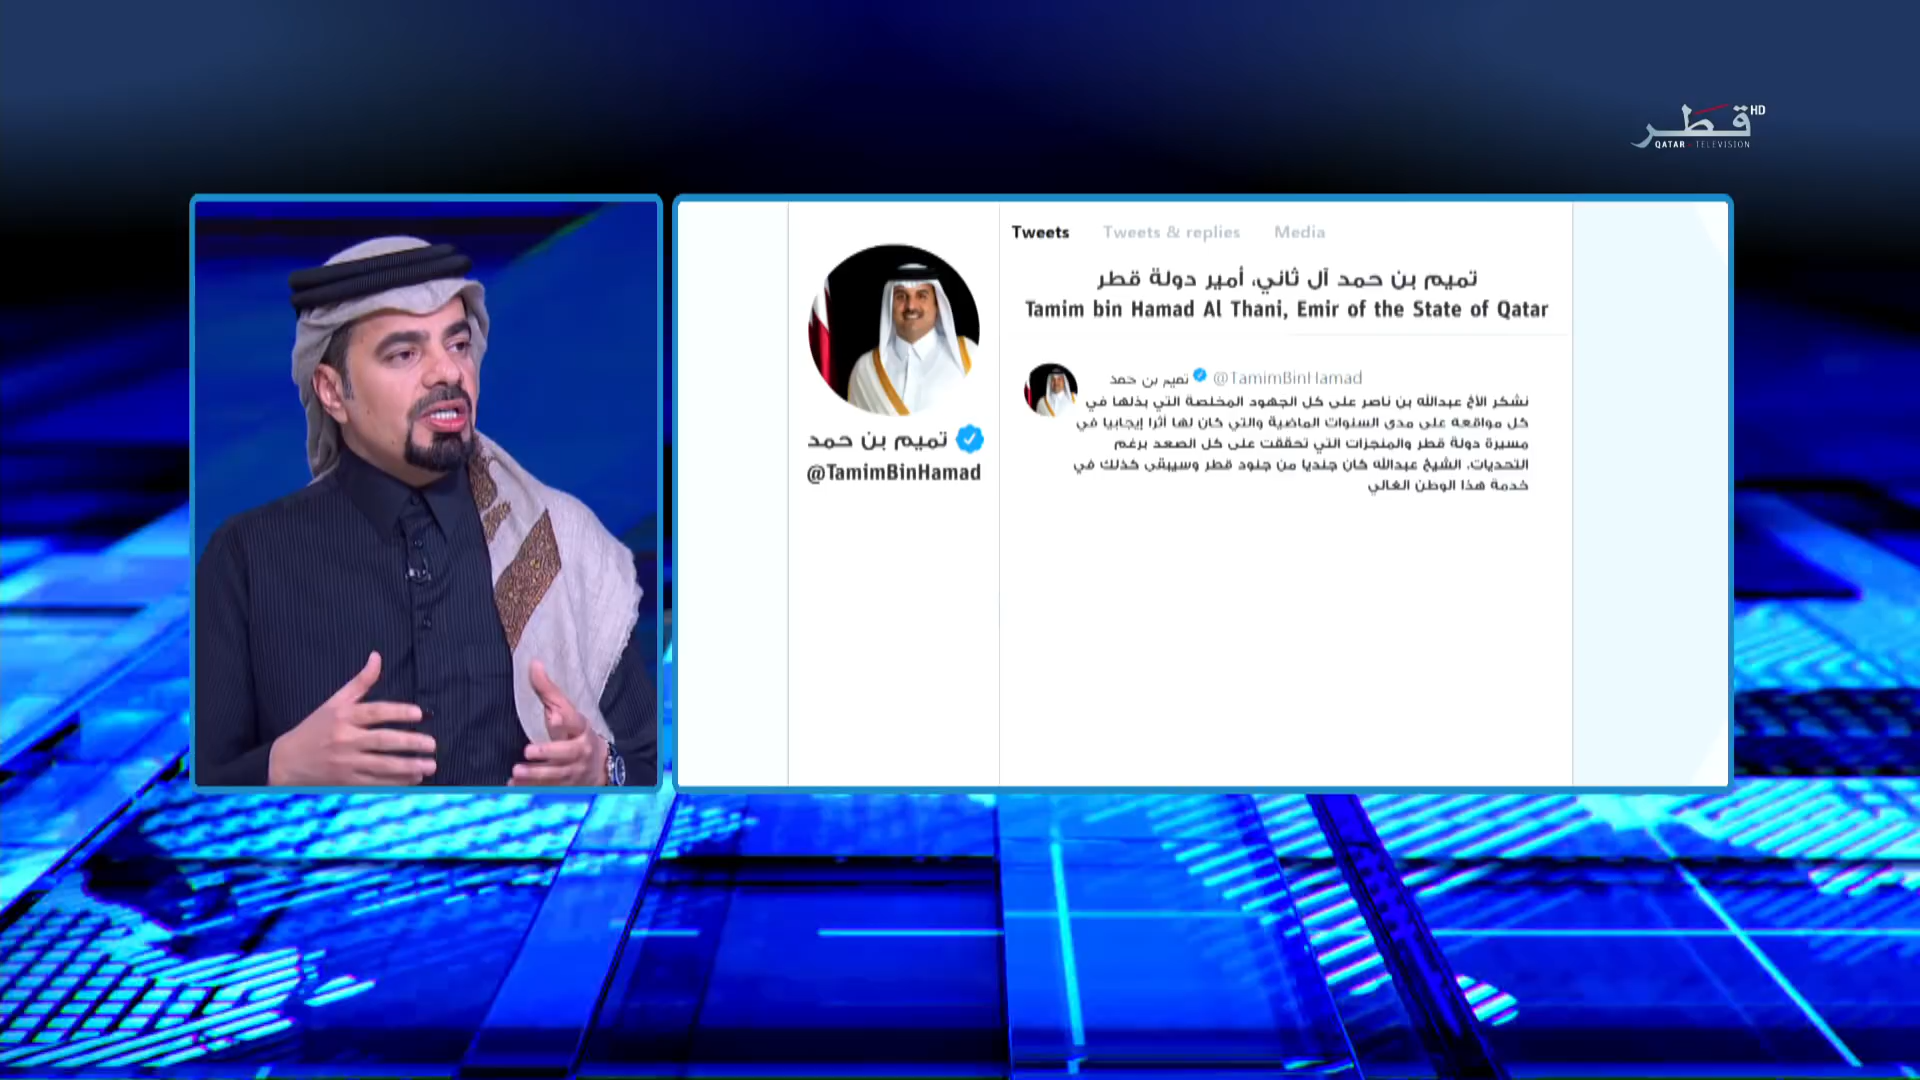 قطر HD
QATAR TELEVISION
Tweets Tweets & replies Media
تميم بن حمد آل ثاني، أمير دولة قطر
Tamim bin Hamad Al Thani, Emir of the State of Qatar
تميم بن حمد
@TamimBinHamad
تميم بن حمد @TamimBinHamad
نشكر الأخ عبدالله بن ناصر على كل الجهود المخلصة التي بذلها في
كل مواقعه على مدى السنوات الماضية والتي كان لها أثرا إيجابيا في
مسيرة دولة قطر والمنجزات التي تحققت على كل الصعد برغم
التحديات. الشيخ عبدالله كان جنديا من جنود قطر وسيبقى كذلك في
خدمة هذا الوطن الغالي